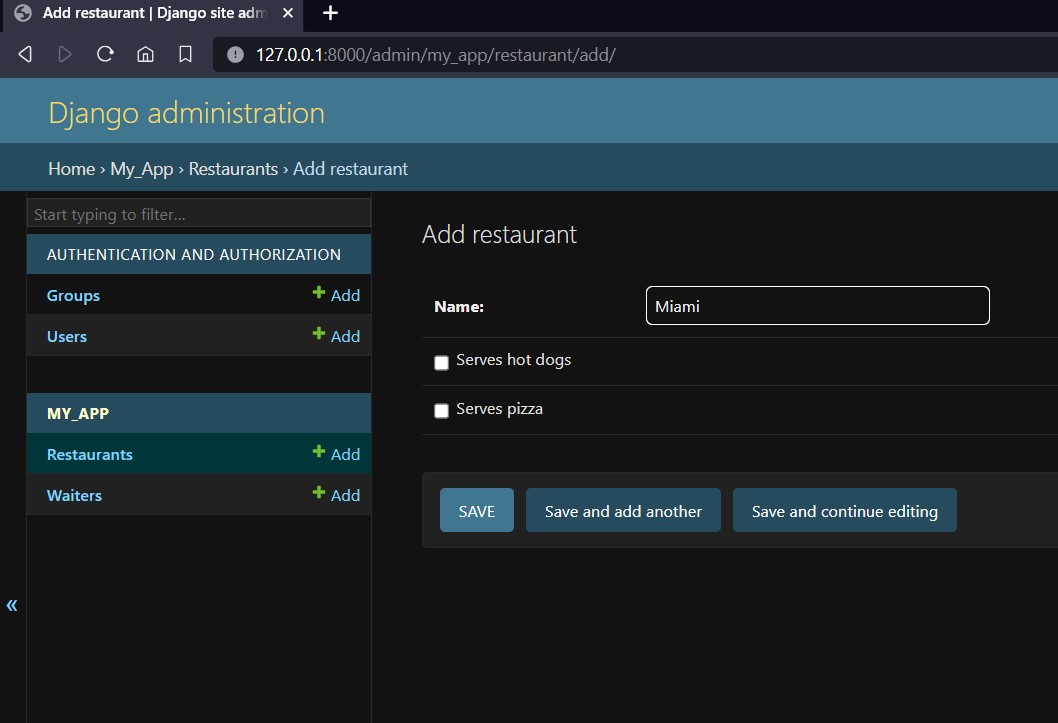 Add restaurant | Django site adm
127.0.0.1:8000/admin/my_app/restaurant/add/
Django administration
Home › My_App › Restaurants › Add restaurant
Start typing to filter...
AUTHENTICATION AND AUTHORIZATION
Groups + Add
Users + Add
MY_APP
Restaurants + Add
Waiters + Add
«
Add restaurant
Name: Miami
Serves hot dogs
Serves pizza
SAVE Save and add another Save and continue editing